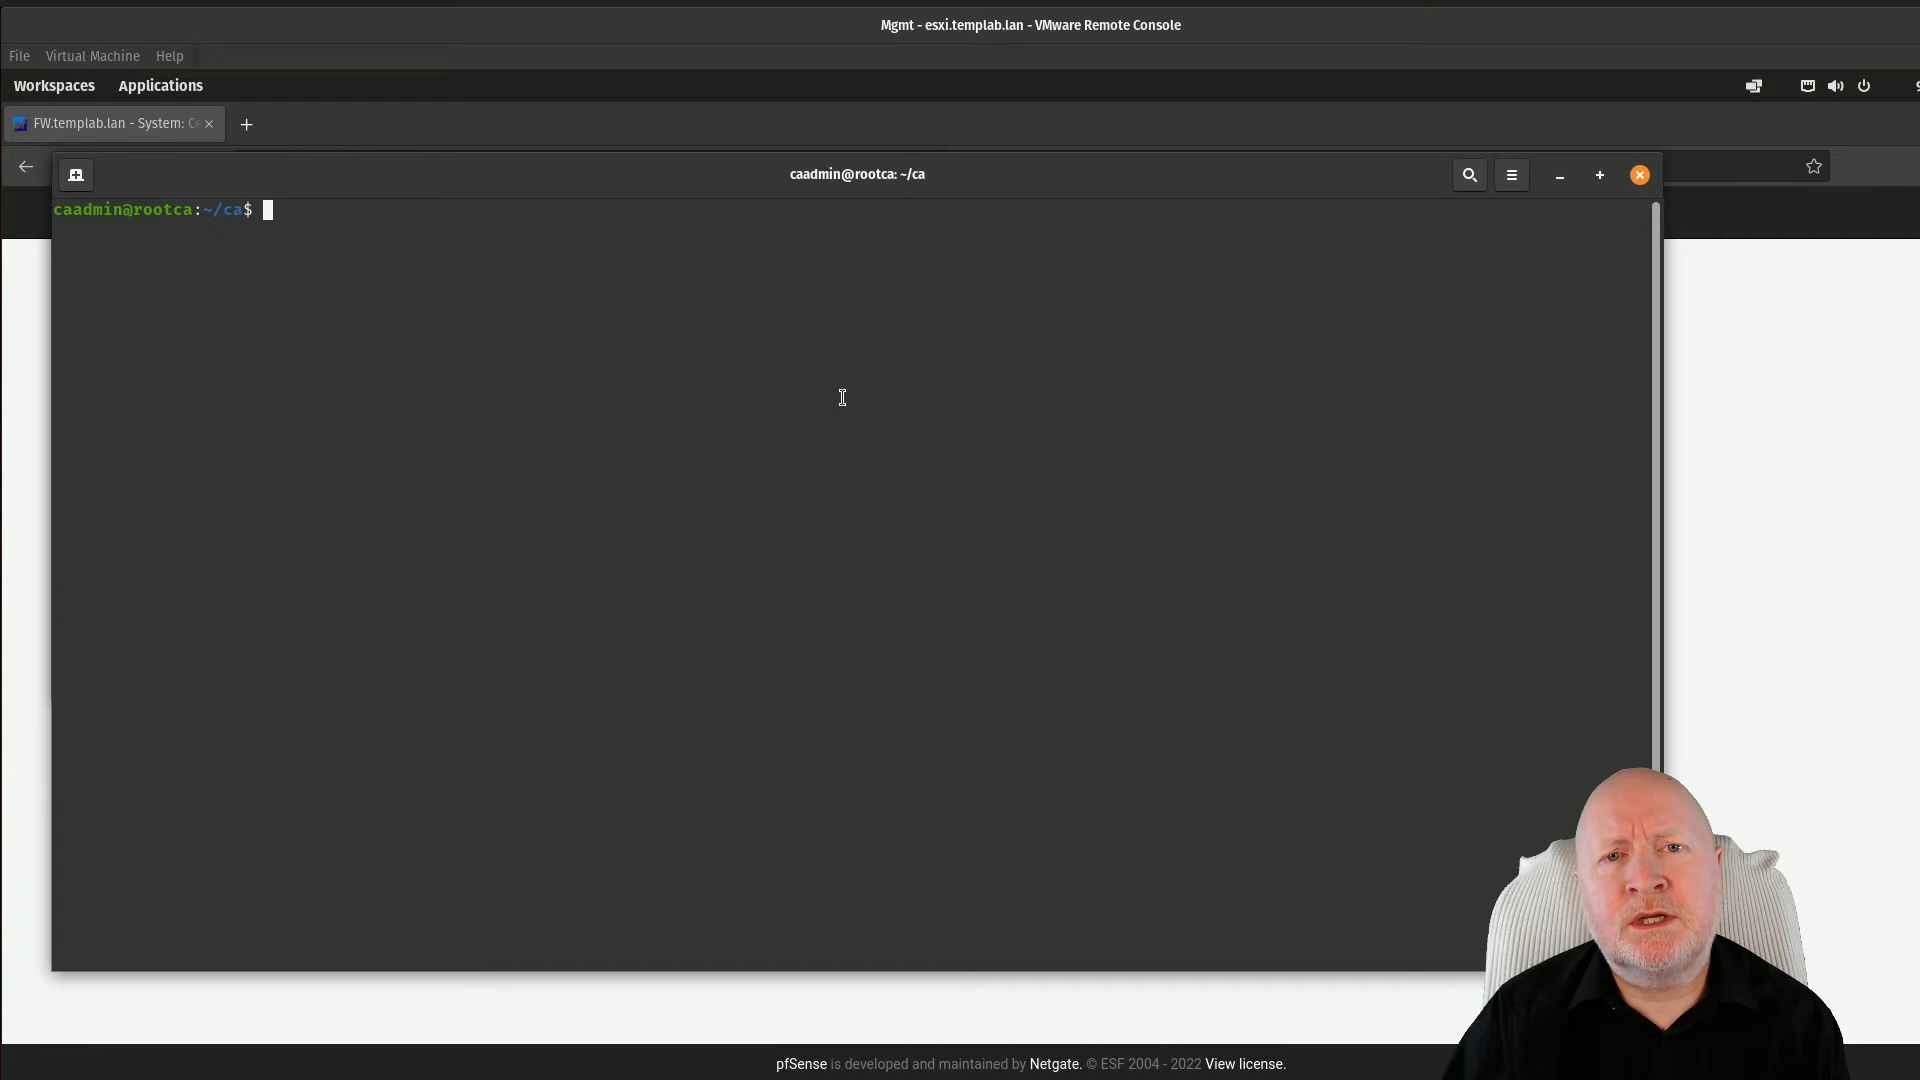 Mgmt - esxi.templab.lan - VMware Remote Console
File Virtual Machine Help
Workspaces Applications
FW.templab.lan - System: Ce
caadmin@rootca: ~/ca
caadmin@rootca:~/ca$
pfSense is developed and maintained by Netgate. © ESF 2004 - 2022 View license.